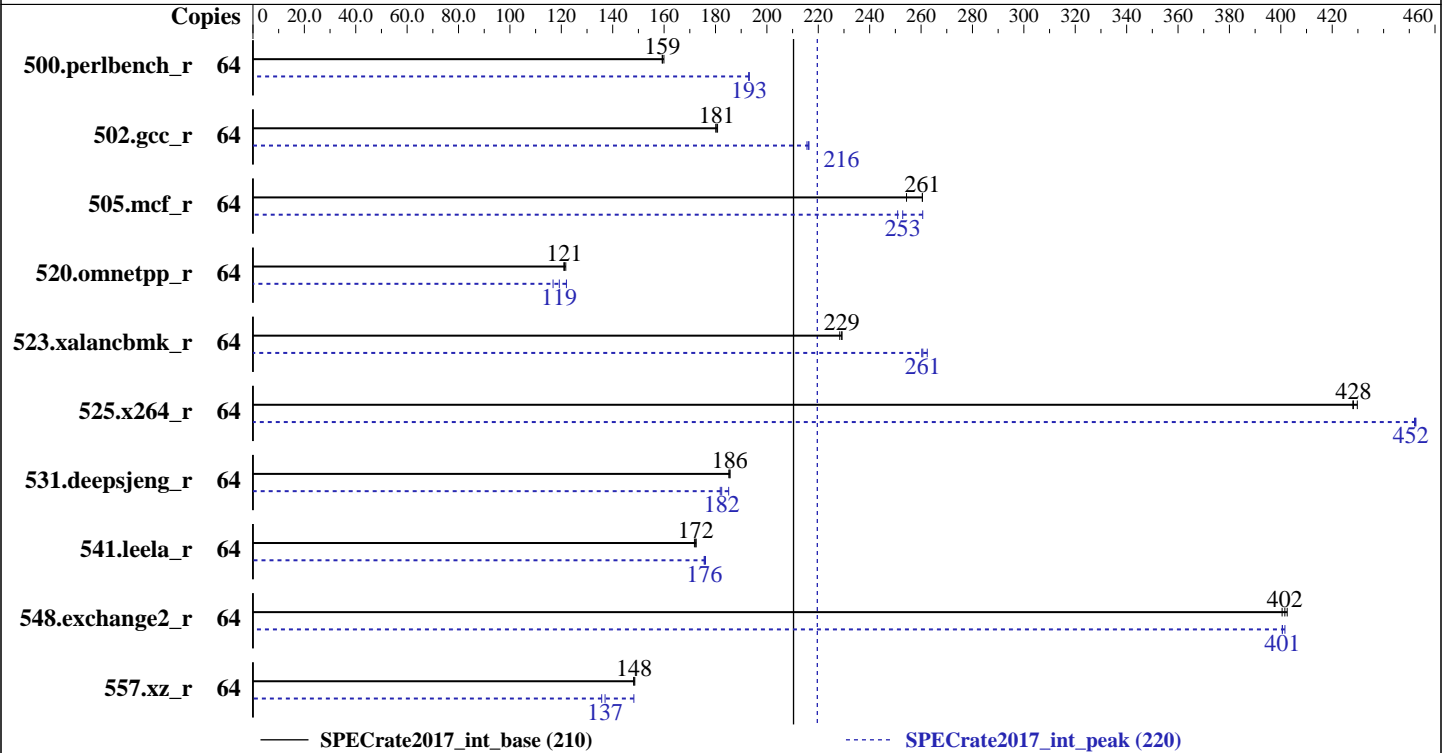 Copies 0 20.0 40.0 60.0 80.0 100 120 140 160 180 200 220 240 260 280 300 320 340 360 380 400 420 460
500.perlbench_r 64 159
193
502.gcc_r 64 181
216
505.mcf_r 64 261
253
520.omnetpp_r 64 121
119
523.xalancbmk_r 64 229
261
525.x264_r 64 428
452
531.deepsjeng_r 64 186
182
541.leela_r 64 172
176
548.exchange2_r 64 402
401
557.xz_r 64 148
137
SPECrate2017_int_base (210) SPECrate2017_int_peak (220)